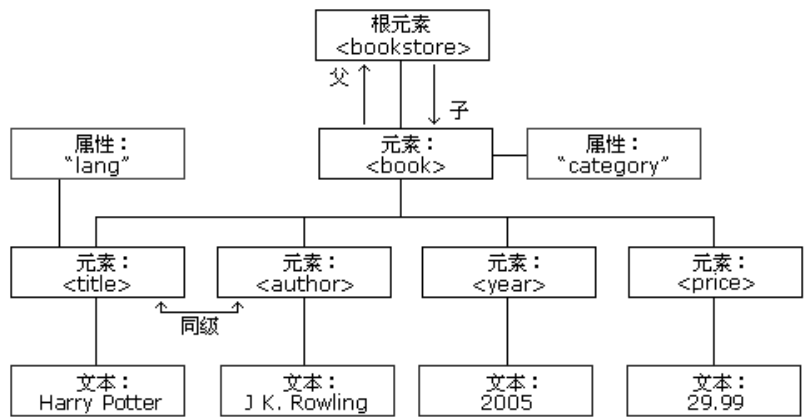 根元素
<bookstore>
父
子
属性：
"lang"
元素：
<book>
属性：
"category"
元素：
<title>
元素：
<author>
元素：
<year>
元素：
<price>
同级
文本：
Harry Potter
文本：
J K. Rowling
文本：
2005
文本：
29.99